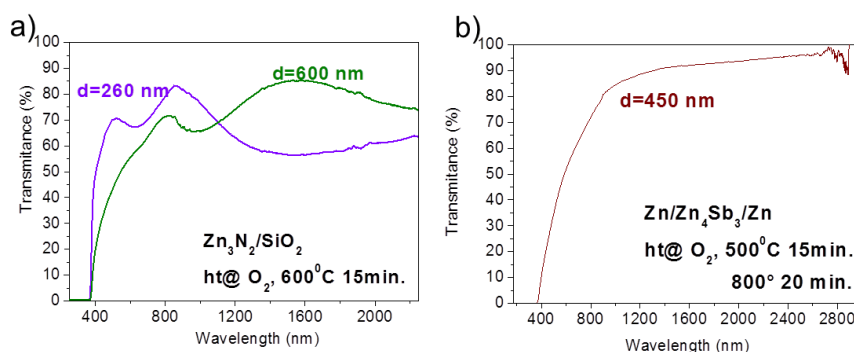 a)
Transmitance (%)
100
90
80
70
60
50
40
30
20
10
0
d=260 nm
d=600 nm
Zn3N2/SiO2
ht@ O2, 600⁰C 15min.
400 800 1200 1600 2000
Wavelength (nm)
b)
Transmitance (%)
100
90
80
70
60
50
40
30
20
10
0
d=450 nm
Zn/Zn4Sb3/Zn
ht@ O2, 500⁰C 15min.
800° 20 min.
400 800 1200 1600 2000 2400 2800
Wavelength (nm)